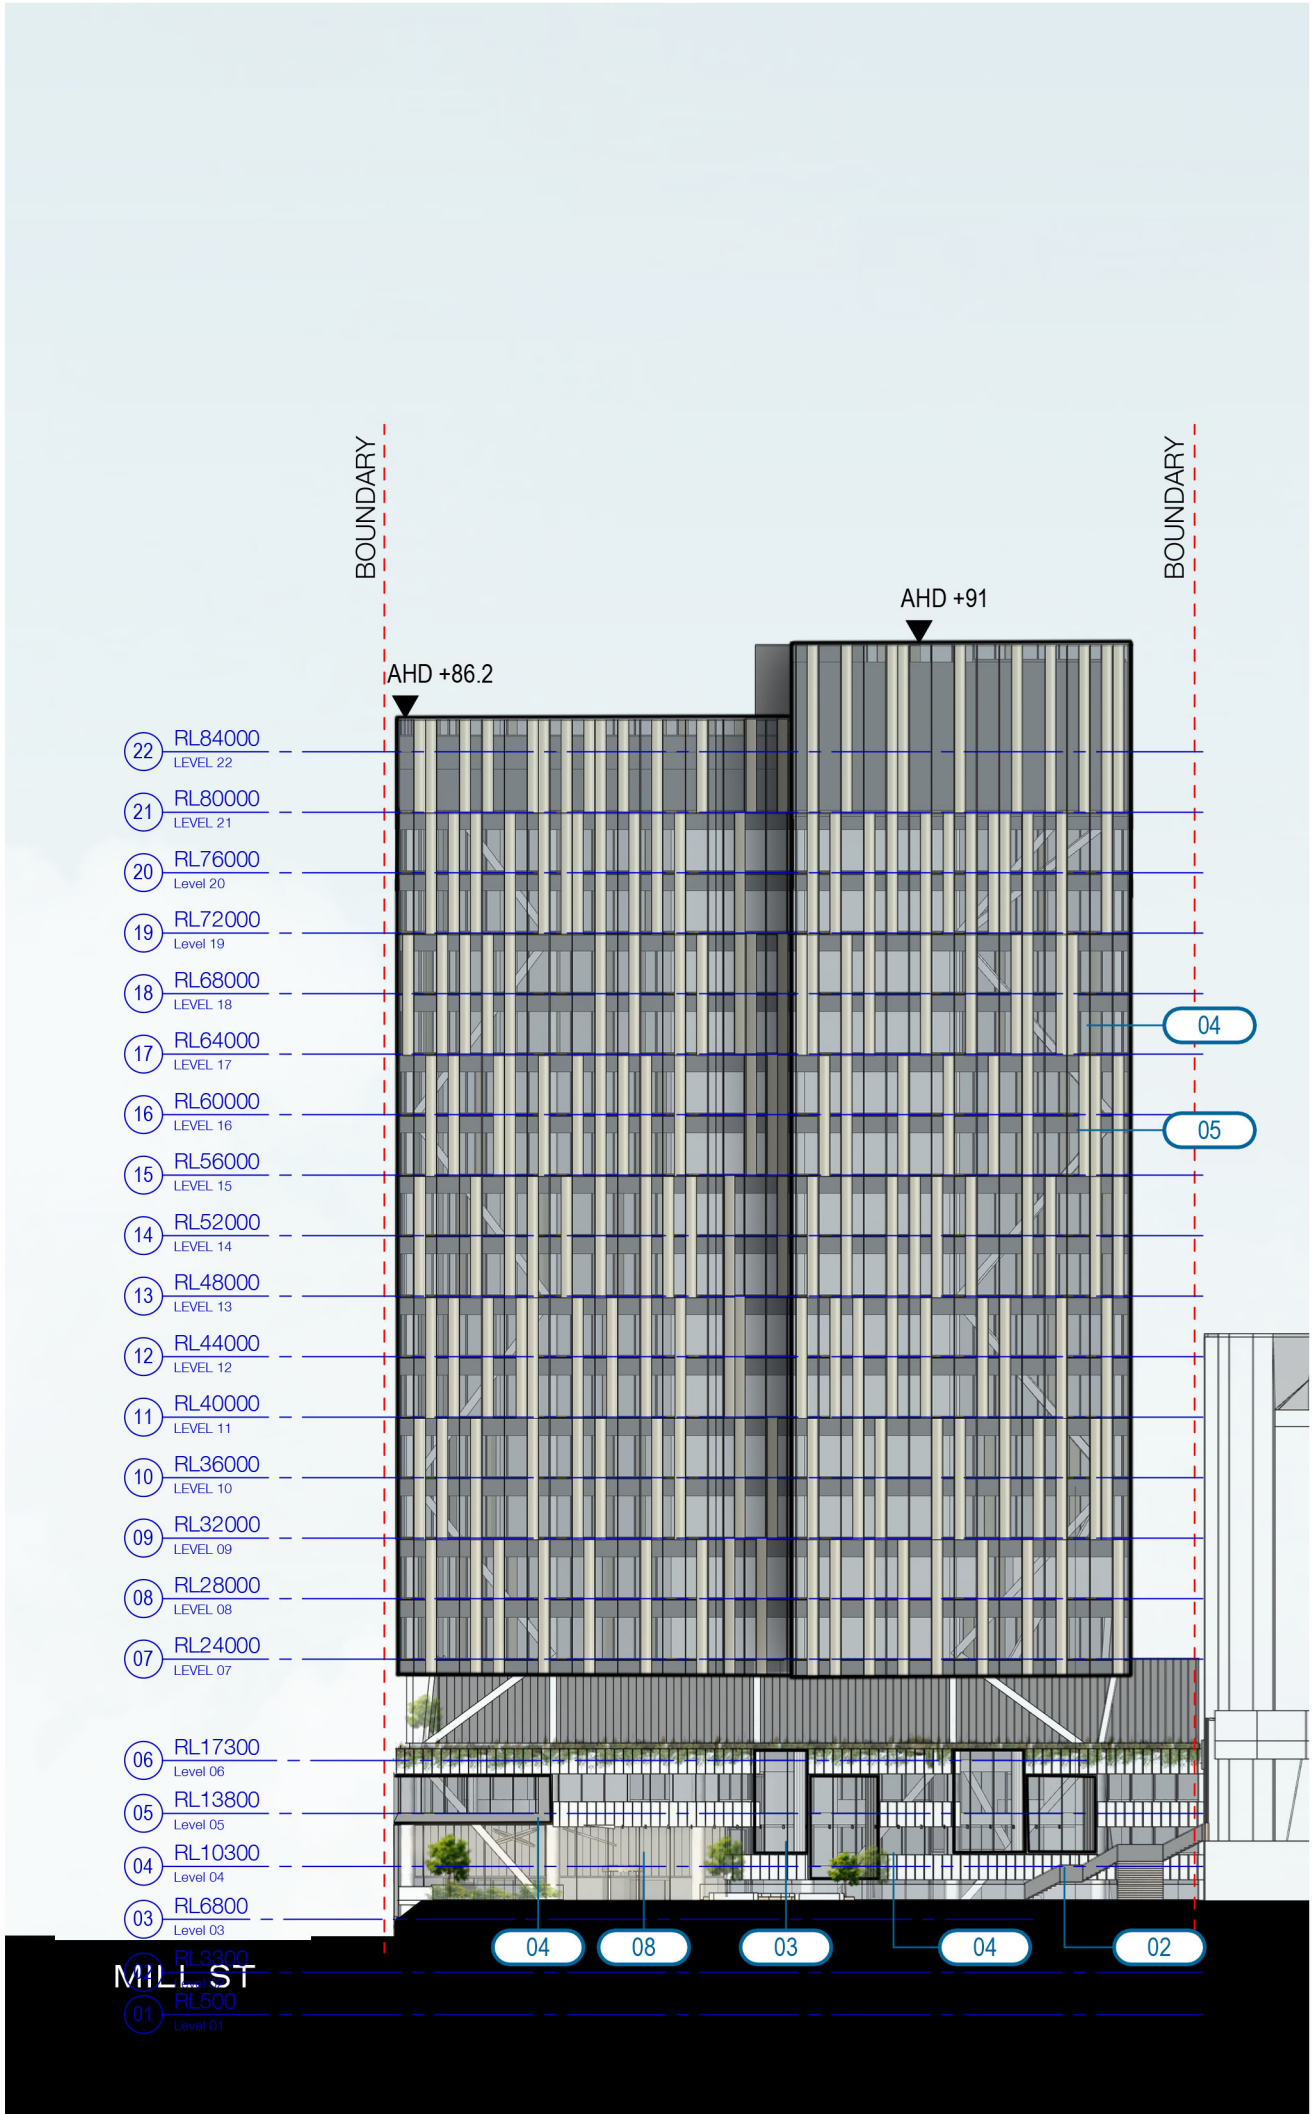 BOUNDARY
BOUNDARY
AHD +91
AHD +86.2
22 RL84000
LEVEL 22
21 RL80000
LEVEL 21
20 RL76000
Level 20
19 RL72000
Level 19
18 RL68000
LEVEL 18
04
17 RL64000
LEVEL 17
16 RL60000
LEVEL 16
05
15 RL56000
LEVEL 15
14 RL52000
LEVEL 14
13 RL48000
LEVEL 13
12 RL44000
LEVEL 12
11 RL40000
LEVEL 11
10 RL36000
LEVEL 10
09 RL32000
LEVEL 09
08 RL28000
LEVEL 08
07 RL24000
LEVEL 07
06 RL17300
Level 06
05 RL13800
Level 05
04 RL10300
Level 04
03 RL6800
Level 03
04 08 03 04 02
02 RL3300
MILL ST
01 RL500
Level 01